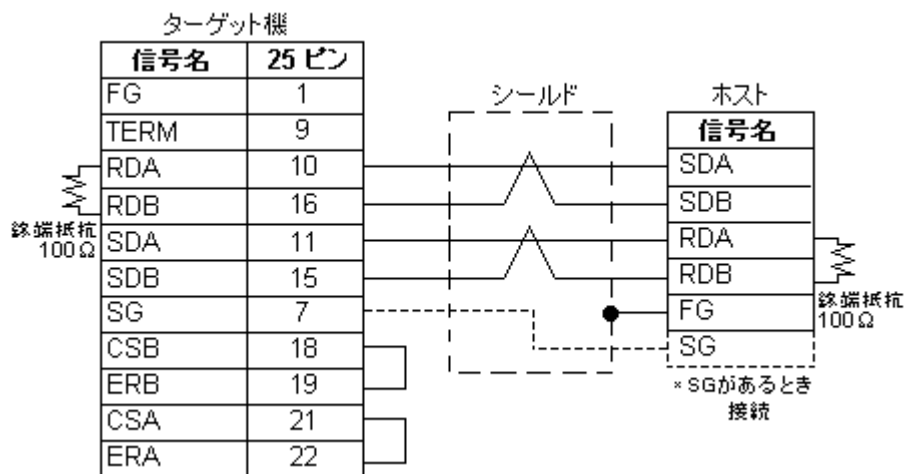 ターゲット機
信号名 25 ピン
FG 1
TERM 9
RDA 10
RDB 16
SDA 11
SDB 15
SG 7
CSB 18
ERB 19
CSA 21
ERA 22
終端抵抗
100Ω
シールド
ホスト
信号名
SDA
SDB
RDA
RDB
FG
SG
終端抵抗
100Ω
* SGがあるとき
接続